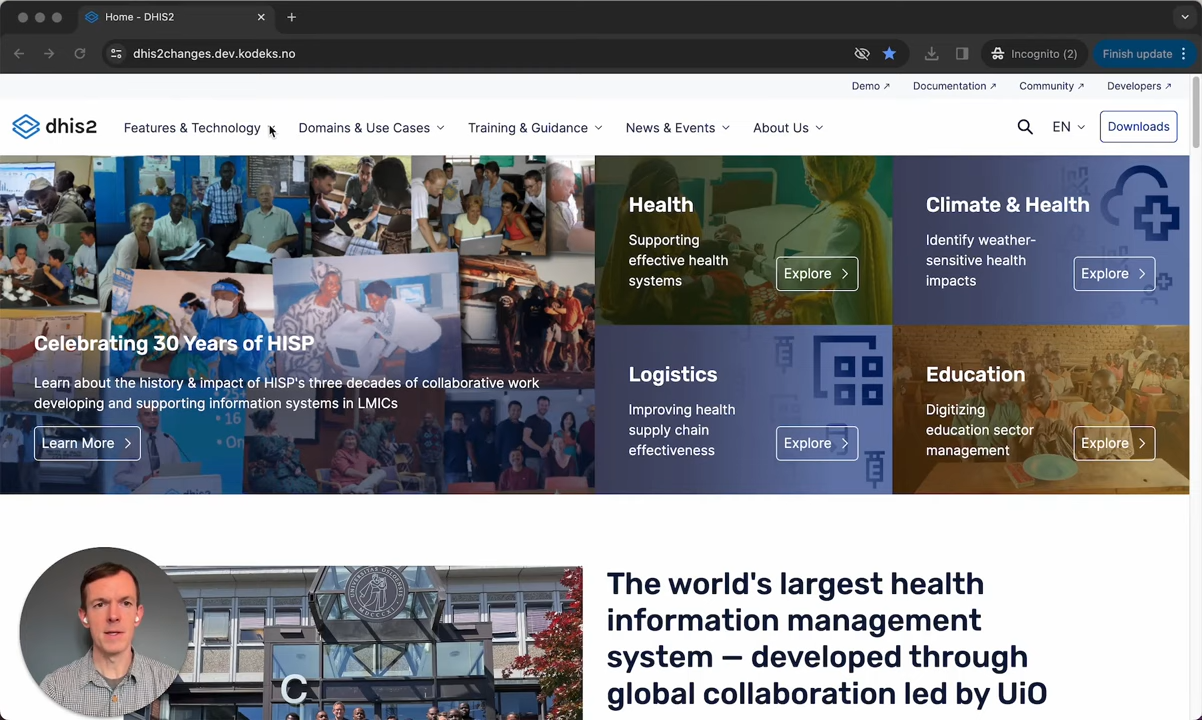 Home - DHIS2
dhis2changes.dev.kodeks.no
Incognito (2)
Finish update
Demo ↗
Documentation ↗
Community ↗
Developers ↗
dhis2
Features & Technology
Domains & Use Cases
Training & Guidance
News & Events
About Us
EN
Downloads
Celebrating 30 Years of HISP
Learn about the history & impact of HISP's three decades of collaborative work
developing and supporting information systems in LMICs
Learn More
Health
Supporting
effective health
systems
Explore
Climate & Health
Identify weather-
sensitive health
impacts
Explore
Logistics
Improving health
supply chain
effectiveness
Explore
Education
Digitizing
education sector
management
Explore
The world's largest health
information management
system — developed through
global collaboration led by UiO
C